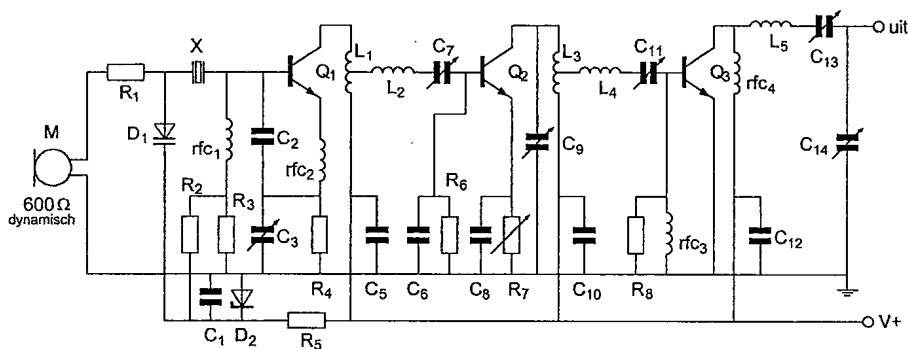 M
600 Ω
dynamisch
R1
D1
X
rfc1
R2
R3
C1
D2
C2
C3
Q1
rfc2
R4
R5
L1
C5
L2
C7
C6
R6
Q2
C8
R7
C9
L3
C10
L4
C11
R8
rfc3
Q3
rfc4
C12
L5
C13
C14
uit
V+